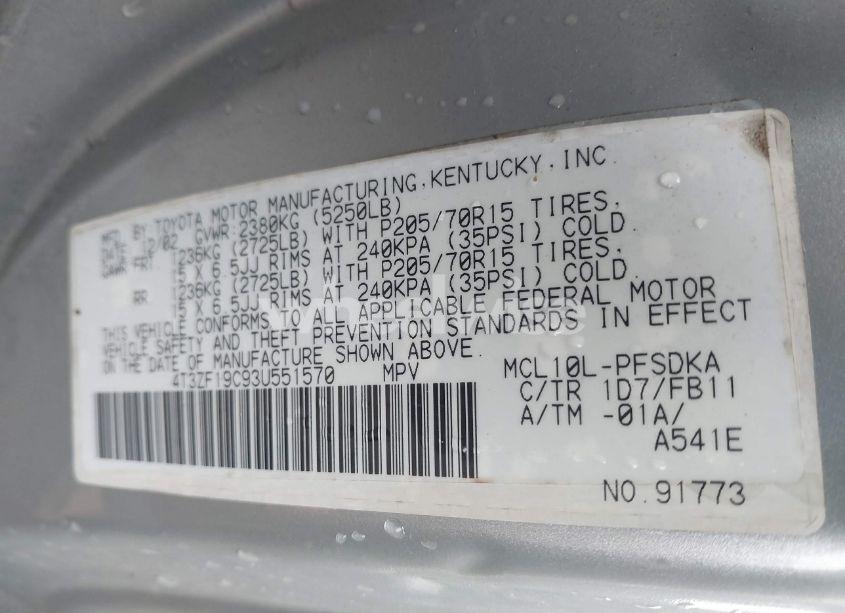 MFD. BY TOYOTA MOTOR MANUFACTURING, KENTUCKY, INC.
12/02 GVWR 2380KG (5250LB)
GAWR FRT 1236KG (2725LB) WITH P205/70R15 TIRES,
15 X 6.5JJ RIMS AT 240KPA (35PSI) COLD.
RR 1236KG (2725LB) WITH P205/70R15 TIRES,
15 X 6.5JJ RIMS AT 240KPA (35PSI) COLD.
THIS VEHICLE CONFORMS TO ALL APPLICABLE FEDERAL MOTOR
VEHICLE SAFETY AND THEFT PREVENTION STANDARDS IN EFFECT
ON THE DATE OF MANUFACTURE SHOWN ABOVE.
4T3ZF19C93U551570 MPV
MCL10L-PFSDKA
C/TR 1D7/FB11
A/TM -01A/
A541E
NO.91773